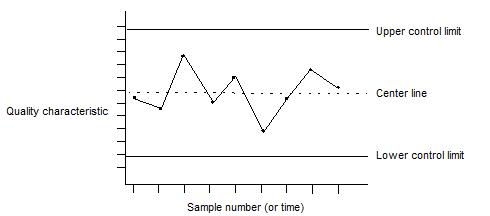 Upper control limit
Center line
Quality characteristic
Lower control limit
Sample number (or time)